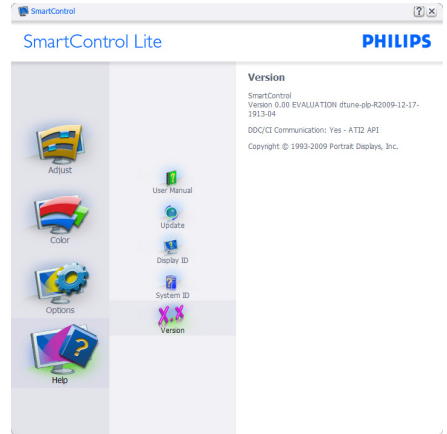 SmartControl
SmartControl Lite
PHILIPS
Adjust
Color
Options
Help
User Manual
Update
Display ID
System ID
X.X
Version
Version
SmartControl
Version 0.00 EVALUATION dtune-plp-R2009-12-17-
1913-04
DDC/CI Communication: Yes - ATI2 API
Copyright © 1993-2009 Portrait Displays, Inc.